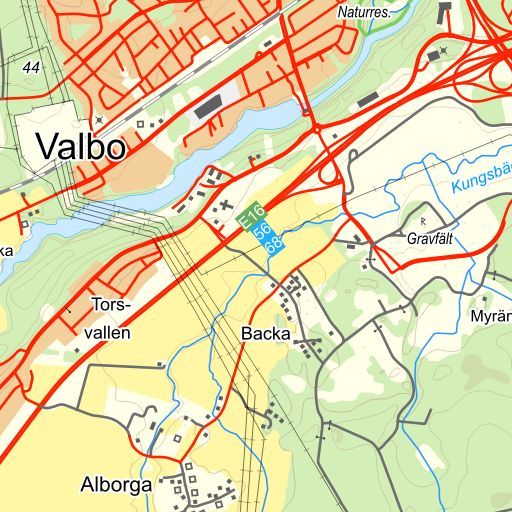 Naturres.
44
Valbo
Kungsbä
E16
56
68
R
Gravfält
ka
Tors-
vallen
Myrän
Backa
Alborga